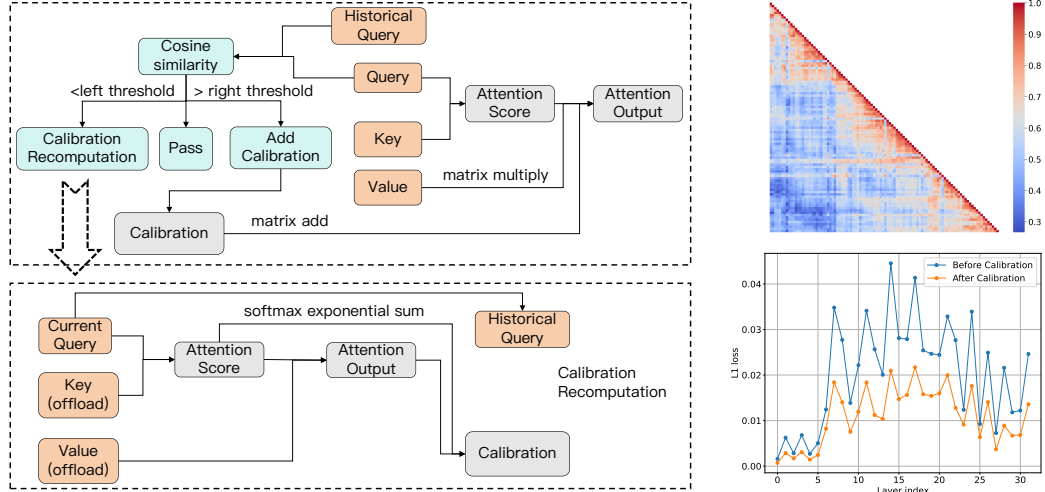 Historical
Query
Cosine
similarity
Query
<left threshold
> right threshold
Attention
Score
Attention
Output
Calibration
Recomputation
Pass
Add
Calibration
Key
Value
matrix multiply
Calibration
matrix add
Current
Query
softmax exponential sum
Historical
Query
Attention
Score
Attention
Output
Key
(offload)
Calibration
Recomputation
Value
(offload)
Calibration
1.0
0.9
0.8
0.7
0.6
0.5
0.4
0.3
Before Calibration
After Calibration
0.04
0.03
0.02
0.01
0.00
L1 loss
0 5 10 15 20 25 30
Layer index